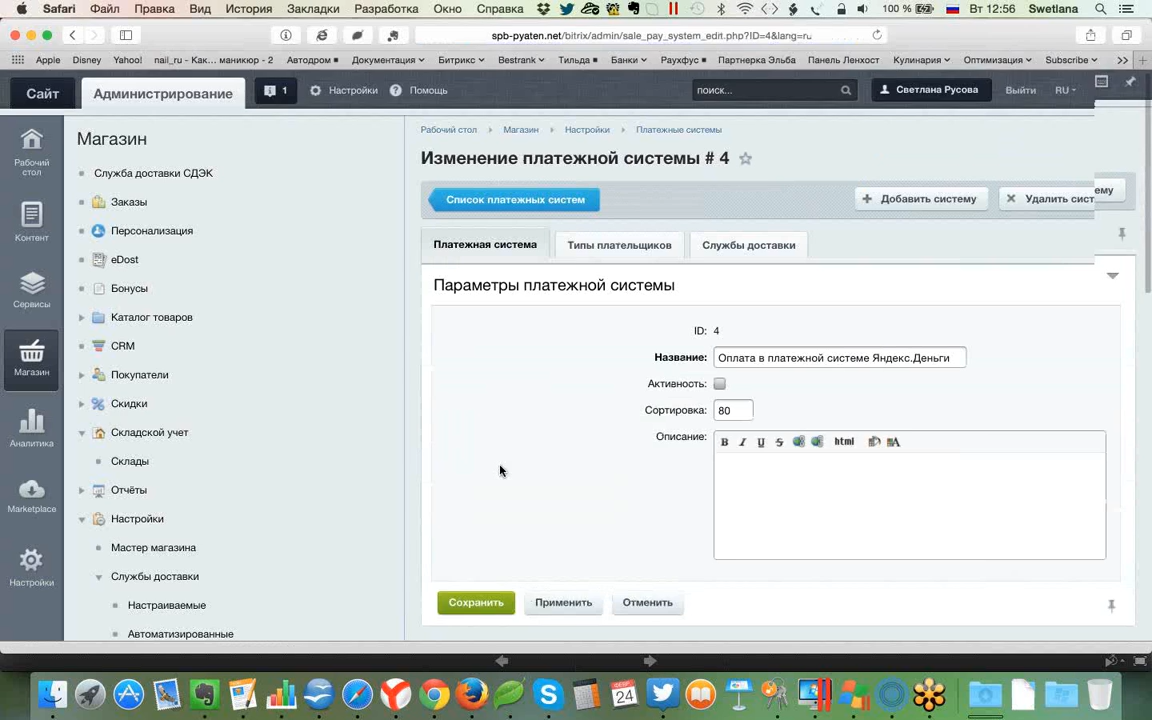 Safari Файл Правка Вид История Закладки Разработка Окно Справка 100 % Вт 12:56 Swetlana
spb-pyaten.net/bitrix/admin/sale_pay_system_edit.php?ID=4&lang=ru
Apple Disney Yahoo! nail_ru - Как... маникюр - 2 Автодром Документация Битрикс Bestrank Тильда Банки Раухфус Партнерка Эльба Панель Ленхост Кулинария Оптимизация Subscribe
Сайт Администрирование 1 Настройки Помощь поиск... Светлана Русова Выйти RU
Рабочий стол
Контент
Сервисы
Магазин
Аналитика
Marketplace
Настройки
Магазин
Служба доставки СДЭК
Заказы
Персонализация
eDost
Бонусы
Каталог товаров
CRM
Покупатели
Скидки
Складской учет
Склады
Отчёты
Настройки
Мастер магазина
Службы доставки
Настраиваемые
Автоматизированные
Рабочий стол Магазин Настройки Платежные системы
Изменение платежной системы # 4
Список платежных систем Добавить систему Удалить сист ему
Платежная система Типы плательщиков Службы доставки
Параметры платежной системы
ID: 4
Название: Оплата в платежной системе Яндекс.Деньги
Активность:
Сортировка: 80
Описание: B I U S html A
Сохранить Применить Отменить
24